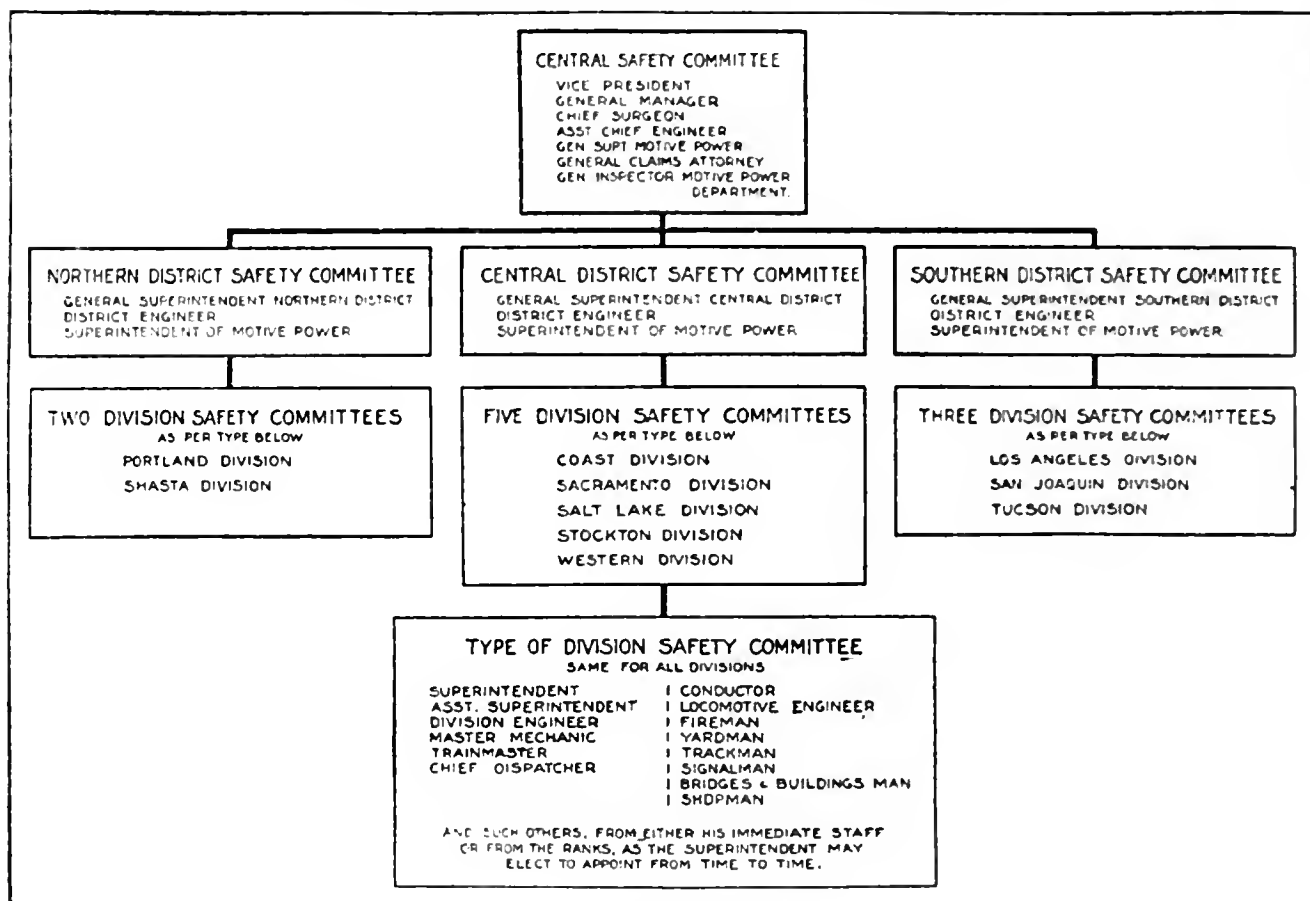 CENTRAL SAFETY COMMITTEE
VICE PRESIDENT
GENERAL MANAGER
CHIEF SURGEON
ASST CHIEF ENGINEER
GEN SUPT MOTIVE POWER
GENERAL CLAIMS ATTORNEY
GEN INSPECTOR MOTIVE POWER
DEPARTMENT.
NORTHERN DISTRICT SAFETY COMMITTEE
GENERAL SUPERINTENDENT NORTHERN DISTRICT
DISTRICT ENGINEER
SUPERINTENDENT OF MOTIVE POWER
CENTRAL DISTRICT SAFETY COMMITTEE
GENERAL SUPERINTENDENT CENTRAL DISTRICT
DISTRICT ENGINEER
SUPERINTENDENT OF MOTIVE POWER
SOUTHERN DISTRICT SAFETY COMMITTEE
GENERAL SUPERINTENDENT SOUTHERN DISTRICT
DISTRICT ENGINEER
SUPERINTENDENT OF MOTIVE POWER
TWO DIVISION SAFETY COMMITTEES
AS PER TYPE BELOW
PORTLAND DIVISION
SHASTA DIVISION
FIVE DIVISION SAFETY COMMITTEES
AS PER TYPE BELOW
COAST DIVISION
SACRAMENTO DIVISION
SALT LAKE DIVISION
STOCKTON DIVISION
WESTERN DIVISION
THREE DIVISION SAFETY COMMITTEES
AS PER TYPE BELOW
LOS ANGELES DIVISION
SAN JOAQUIN DIVISION
TUCSON DIVISION
TYPE OF DIVISION SAFETY COMMITTEE
SAME FOR ALL DIVISIONS
SUPERINTENDENT
ASST. SUPERINTENDENT
DIVISION ENGINEER
MASTER MECHANIC
TRAINMASTER
CHIEF DISPATCHER
1 CONDUCTOR
1 LOCOMOTIVE ENGINEER
1 FIREMAN
1 YARDMAN
1 TRACKMAN
1 SIGNALMAN
1 BRIDGES & BUILDINGS MAN
1 SHOPMAN
AND SUCH OTHERS, FROM EITHER HIS IMMEDIATE STAFF
OR FROM THE RANKS, AS THE SUPERINTENDENT MAY
ELECT TO APPOINT FROM TIME TO TIME.